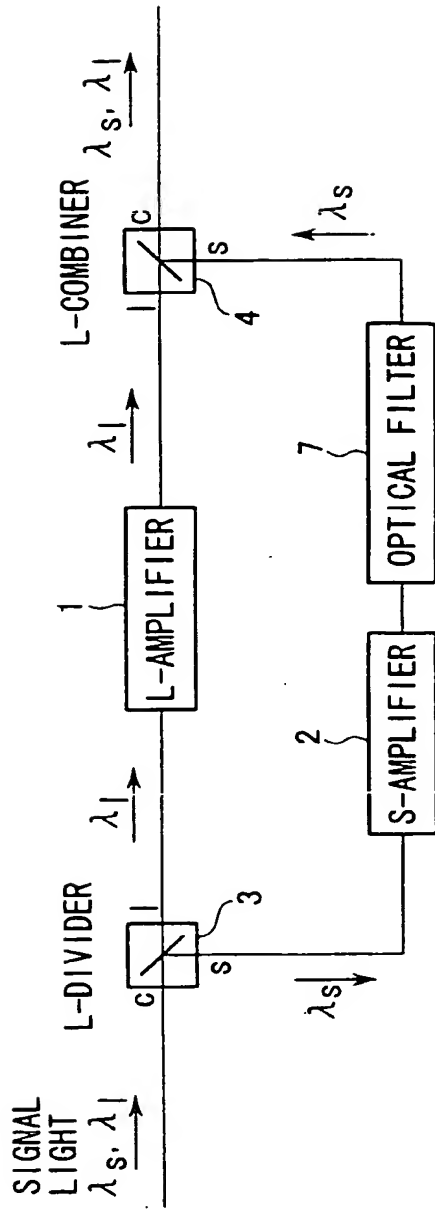 SIGNAL
LIGHT
λs, λl
L-DIVIDER
c
l
s
3
λs
λl
1
L-AMPLIFIER
λl
2
S-AMPLIFIER
7
OPTICAL FILTER
L-COMBINER
l
c
s
4
λs
λs, λl